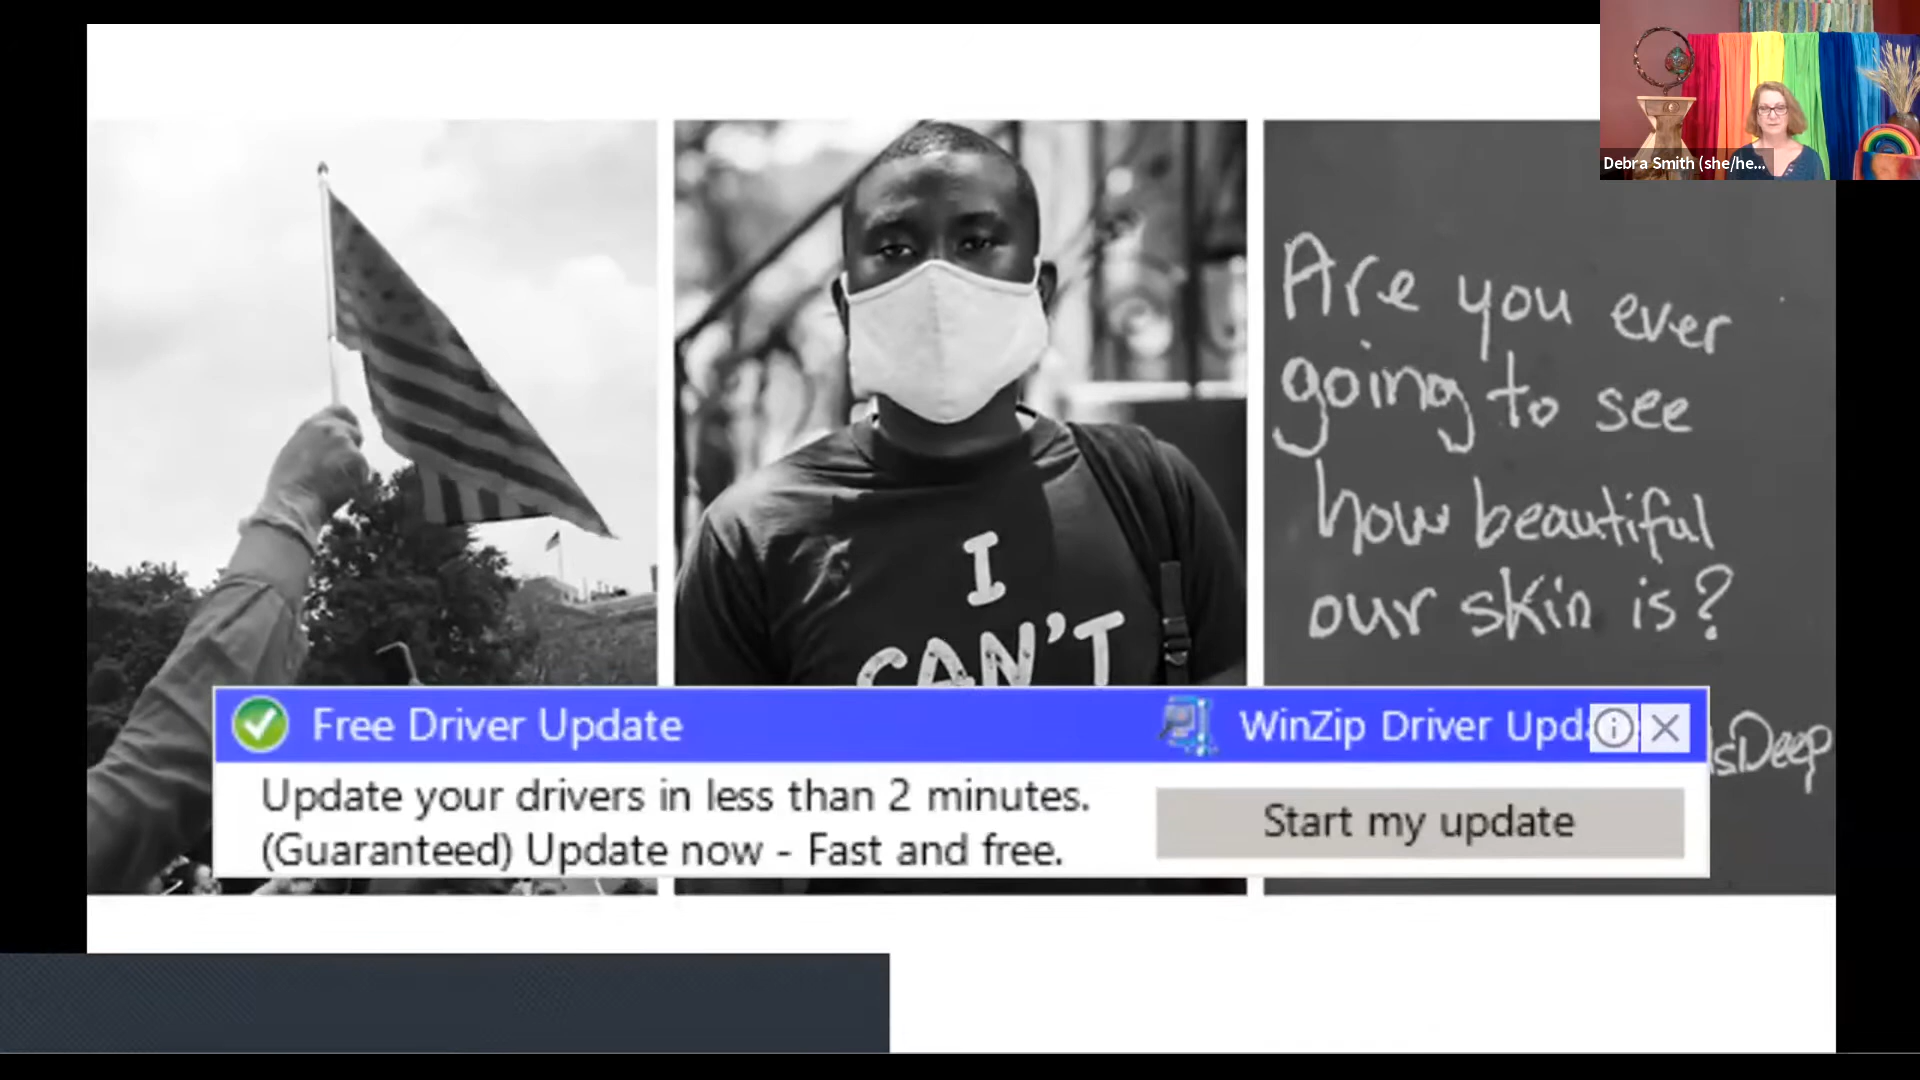 Debra Smith (she/he...
Are you ever
going to see
how beautiful
our skin is?
I
CAN'T
Free Driver Update
WinZip Driver Upd
Update your drivers in less than 2 minutes.
(Guaranteed) Update now - Fast and free.
Start my update
IsDeep